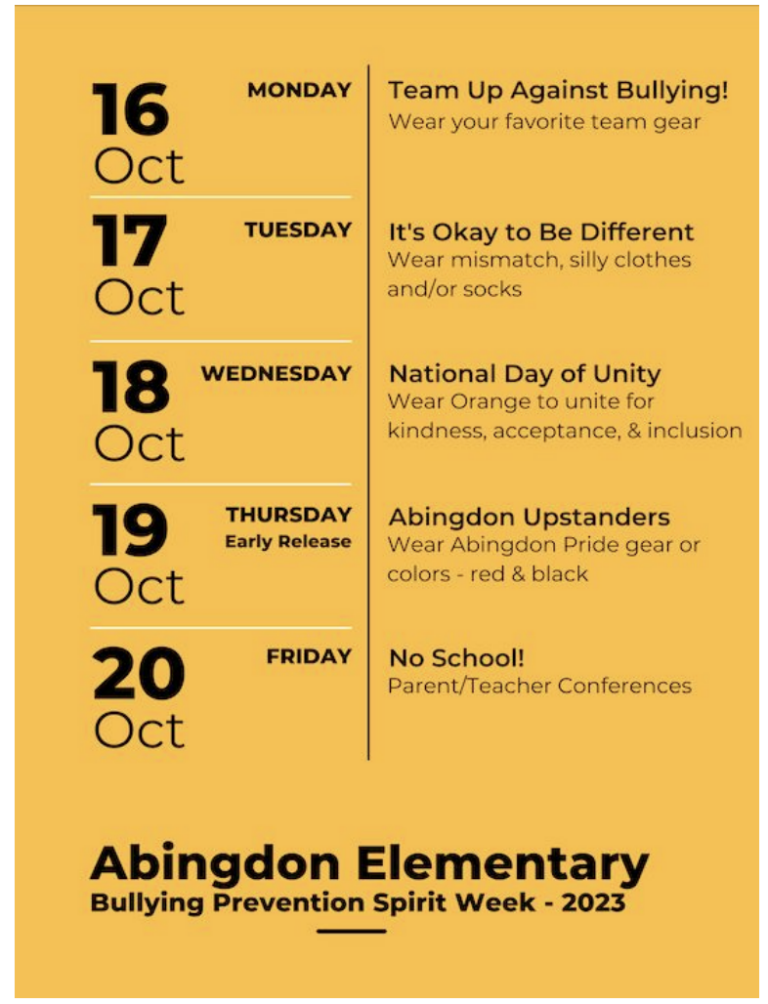 16
Oct
MONDAY
Team Up Against Bullying!
Wear your favorite team gear
17
Oct
TUESDAY
It's Okay to Be Different
Wear mismatch, silly clothes
and/or socks
18
Oct
WEDNESDAY
National Day of Unity
Wear Orange to unite for
kindness, acceptance, & inclusion
19
Oct
THURSDAY
Early Release
Abingdon Upstanders
Wear Abingdon Pride gear or
colors - red & black
20
Oct
FRIDAY
No School!
Parent/Teacher Conferences
Abingdon Elementary
Bullying Prevention Spirit Week - 2023